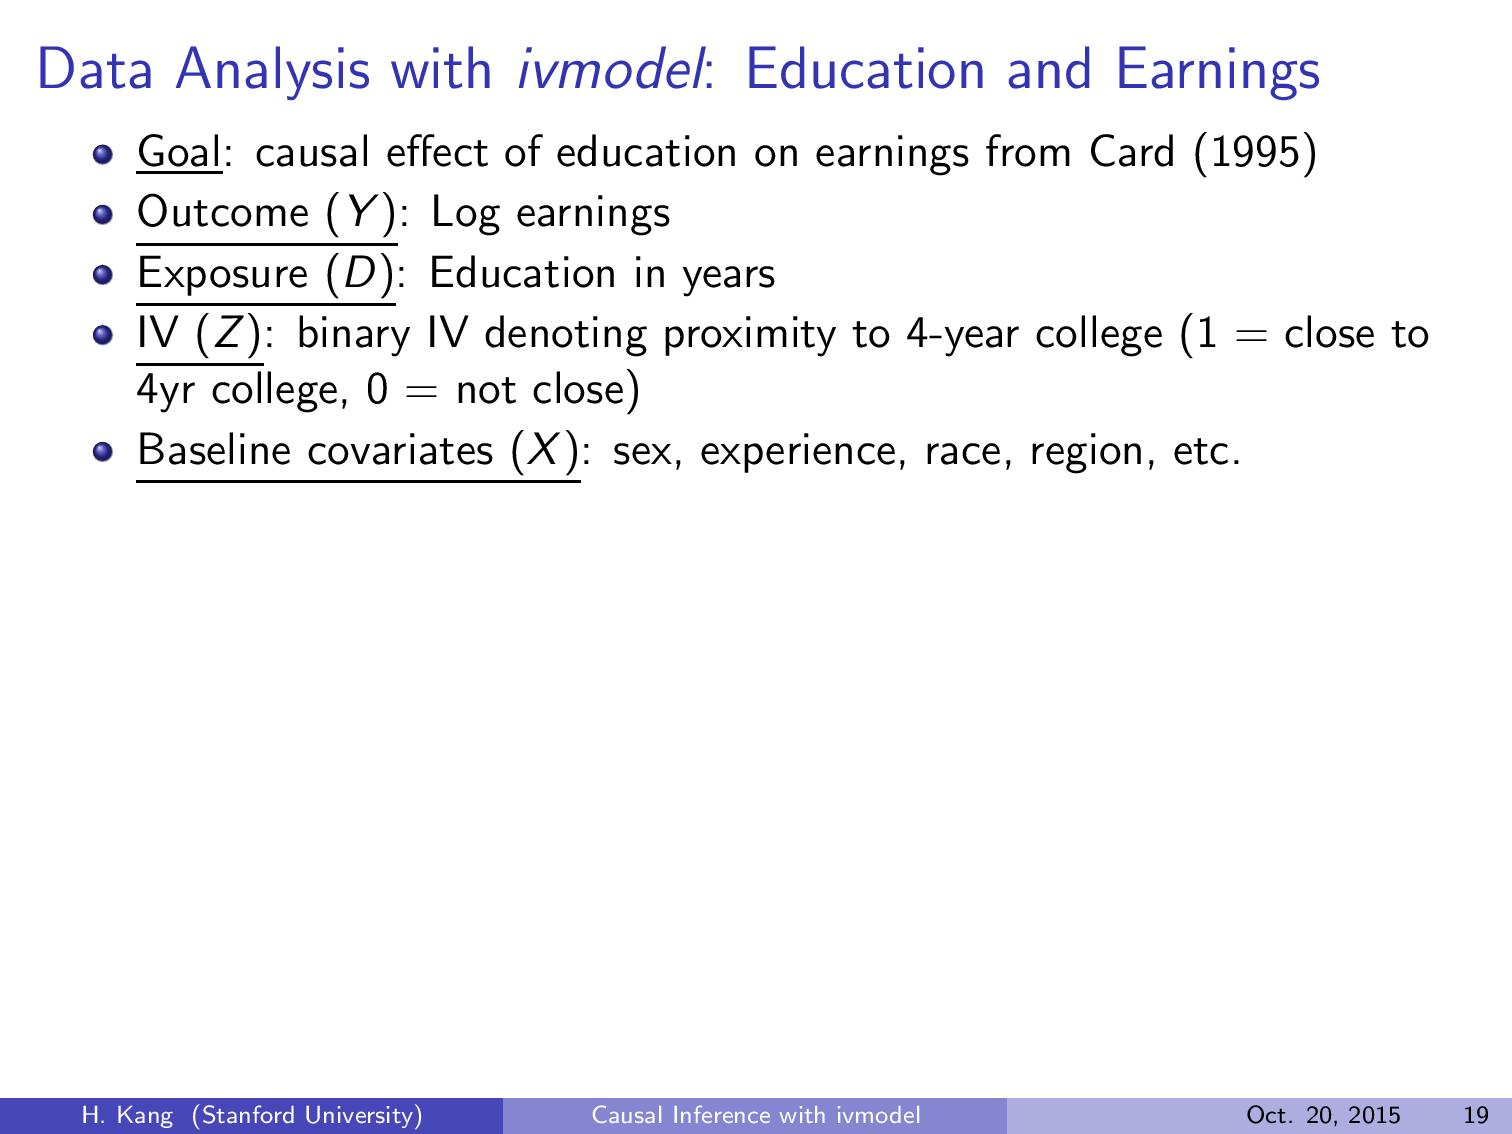 Data Analysis with ivmodel: Education and Earnings
Goal: causal effect of education on earnings from Card (1995)
Outcome (Y): Log earnings
Exposure (D): Education in years
IV (Z): binary IV denoting proximity to 4-year college (1 = close to
4yr college, 0 = not close)
Baseline covariates (X): sex, experience, race, region, etc.
H. Kang (Stanford University) Causal Inference with ivmodel Oct. 20, 2015 19